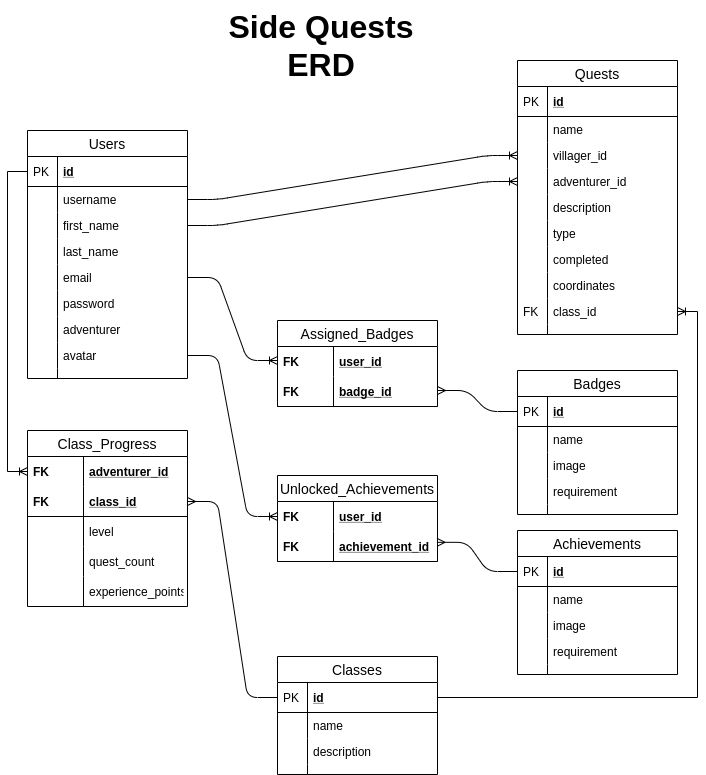 Side Quests
ERD
Users
PK id
username
first_name
last_name
email
password
adventurer
avatar
Quests
PK id
name
villager_id
adventurer_id
description
type
completed
coordinates
FK class_id
Assigned_Badges
FK user_id
FK badge_id
Badges
PK id
name
image
requirement
Class_Progress
FK adventurer_id
FK class_id
level
quest_count
experience_points
Unlocked_Achievements
FK user_id
FK achievement_id
Achievements
PK id
name
image
requirement
Classes
PK id
name
description